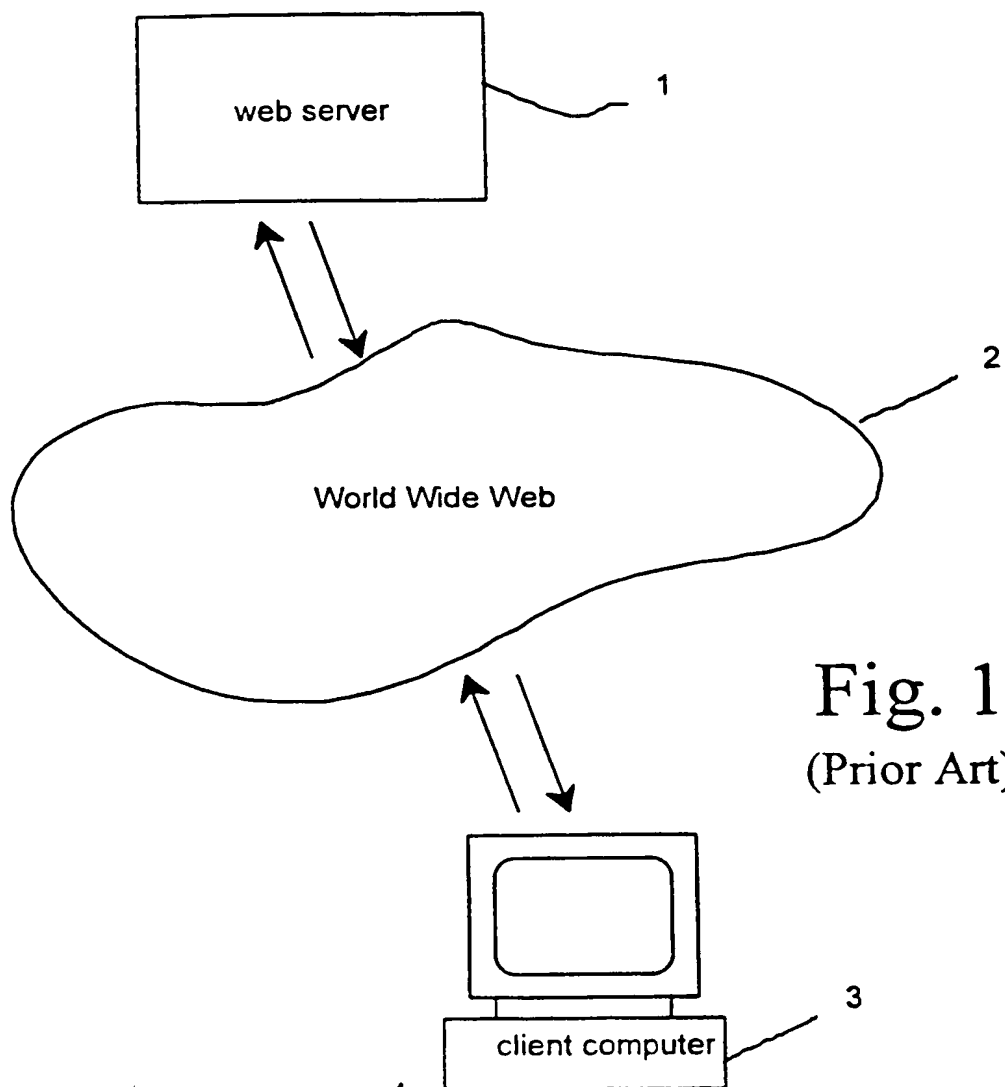 web server
1
2
World Wide Web
Fig. 1
(Prior Art)
client computer
3